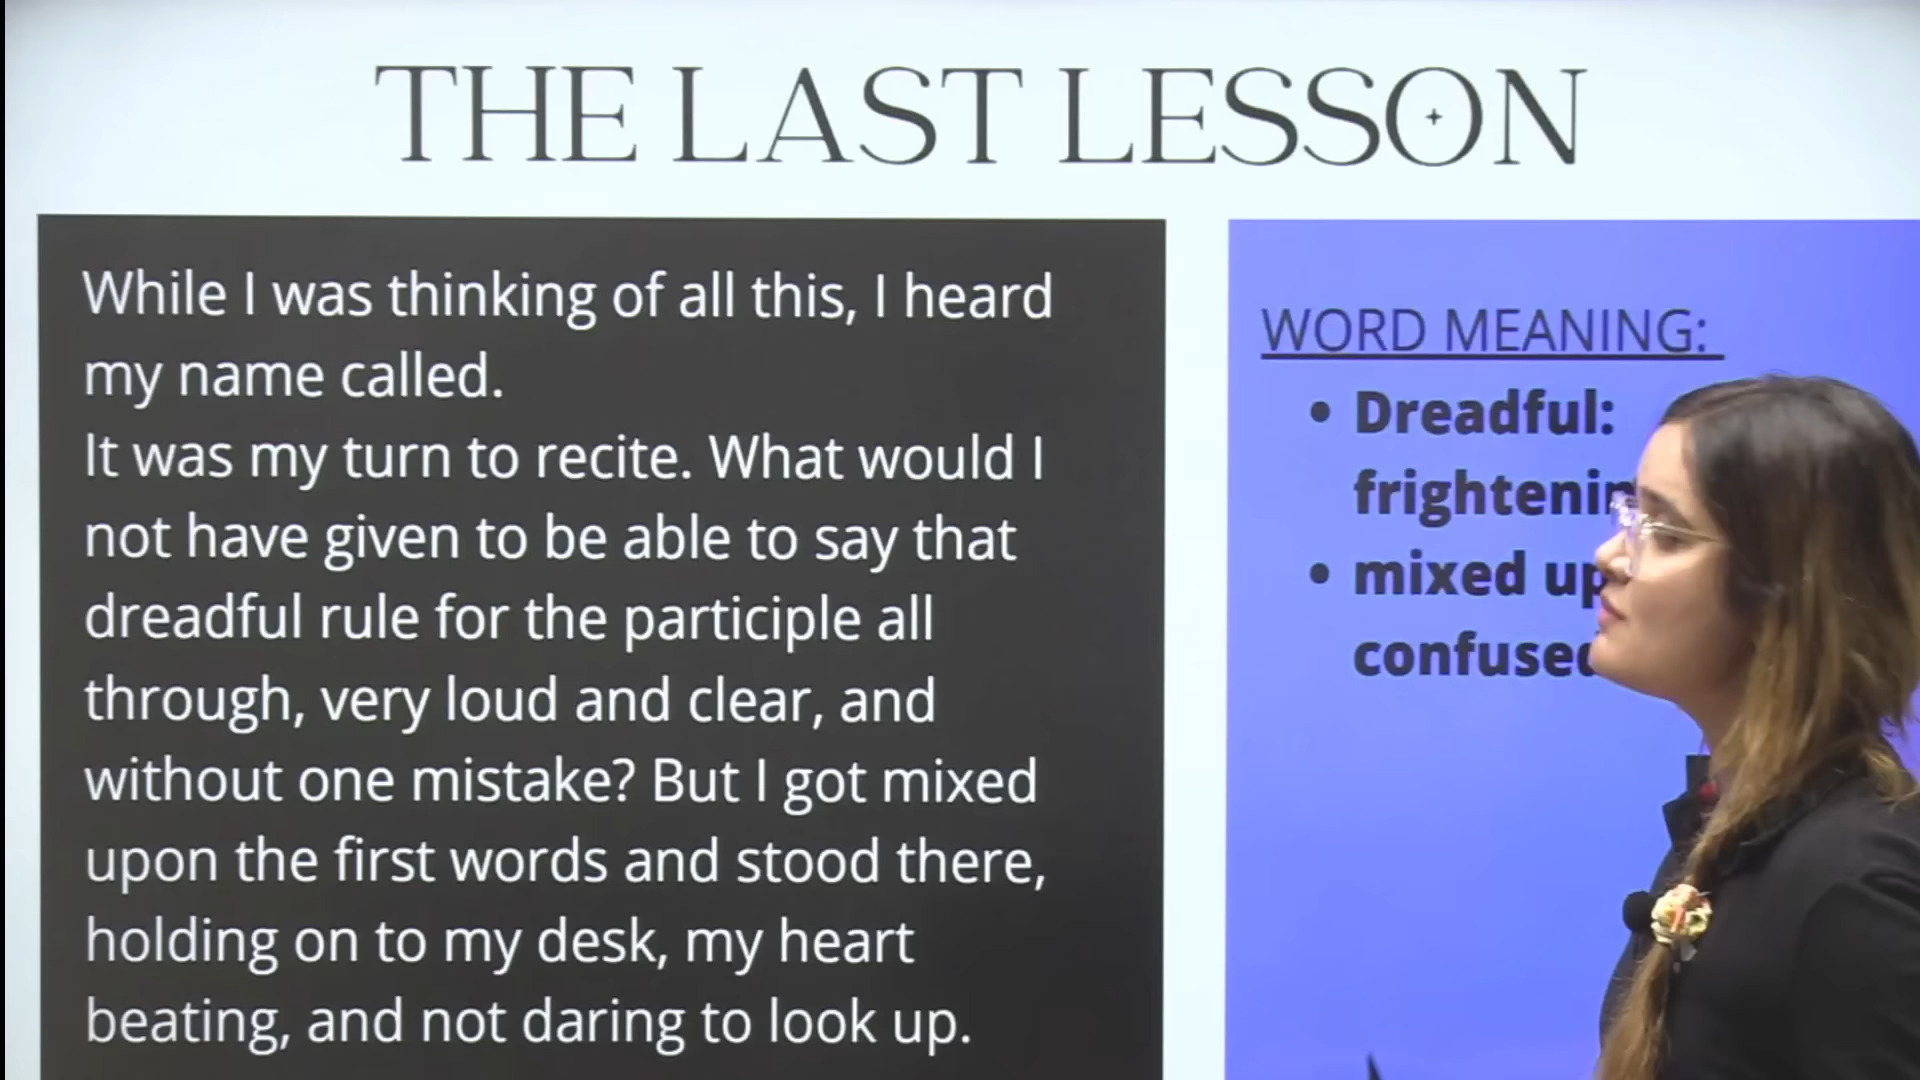 THE LAST LESSON
While I was thinking of all this, I heard
my name called.
It was my turn to recite. What would I
not have given to be able to say that
dreadful rule for the participle all
through, very loud and clear, and
without one mistake? But I got mixed
upon the first words and stood there,
holding on to my desk, my heart
beating, and not daring to look up.
WORD MEANING:
• Dreadful:
• mixed